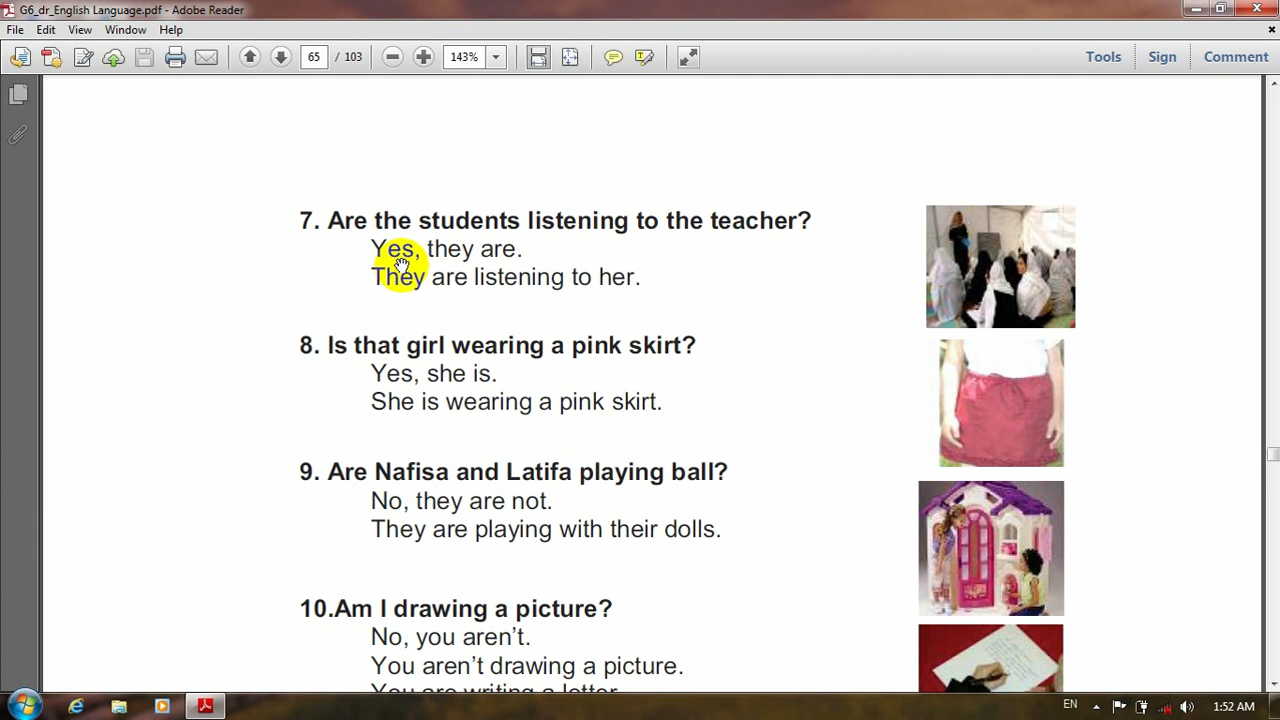 G6_dr_English Language.pdf - Adobe Reader
File Edit View Window Help
65 / 103 143% Tools Sign Comment
7. Are the students listening to the teacher?
Yes, they are.
They are listening to her.
8. Is that girl wearing a pink skirt?
Yes, she is.
She is wearing a pink skirt.
9. Are Nafisa and Latifa playing ball?
No, they are not.
They are playing with their dolls.
10.Am I drawing a picture?
No, you aren’t.
You aren’t drawing a picture.
You are writing a letter.
EN 1:52 AM